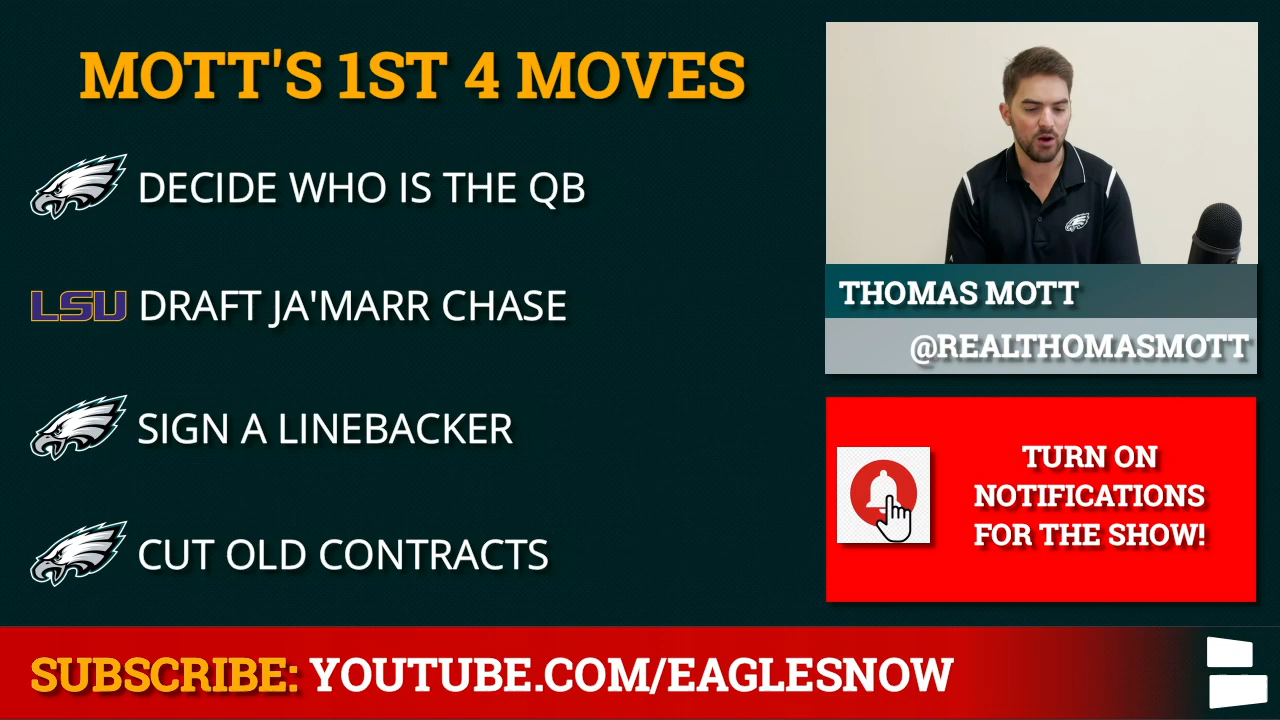 MOTT'S 1ST 4 MOVES
DECIDE WHO IS THE QB
LSU DRAFT JA'MARR CHASE
SIGN A LINEBACKER
CUT OLD CONTRACTS
THOMAS MOTT
@REALTHOMASMOTT
TURN ON
NOTIFICATIONS
FOR THE SHOW!
SUBSCRIBE: YOUTUBE.COM/EAGLESNOW